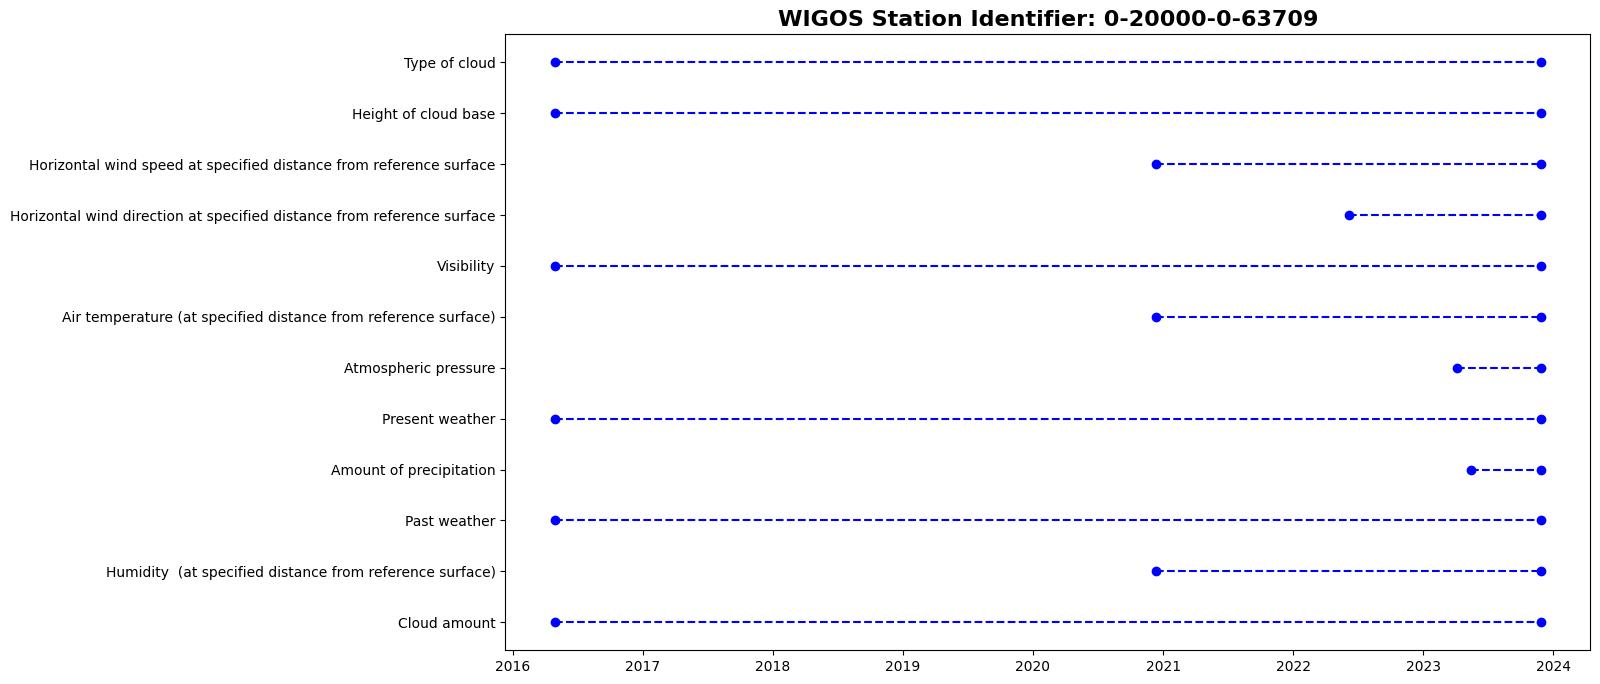 WIGOS Station Identifier: 0-20000-0-63709
Type of cloud
Height of cloud base
Horizontal wind speed at specified distance from reference surface
Horizontal wind direction at specified distance from reference surface
Visibility
Air temperature (at specified distance from reference surface)
Atmospheric pressure
Present weather
Amount of precipitation
Past weather
Humidity  (at specified distance from reference surface)
Cloud amount
2016 2017 2018 2019 2020 2021 2022 2023 2024